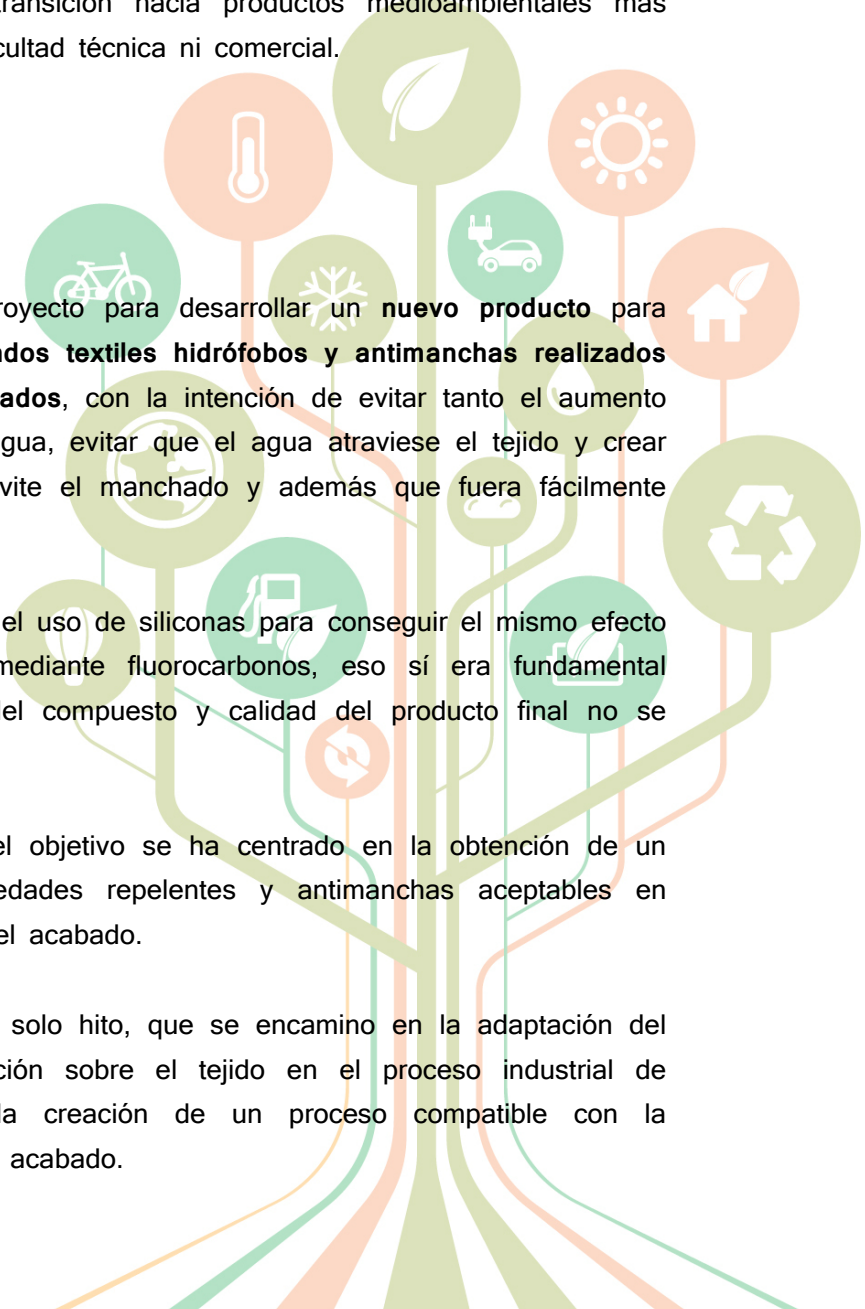 transición hacia productos medioambientales más
cultad técnica ni comercial.
royecto para desarrollar un nuevo producto para
ados textiles hidrófobos y antimanchas realizados
ados, con la intención de evitar tanto el aumento
gua, evitar que el agua atraviese el tejido y crear
vite el manchado y además que fuera fácilmente
el uso de siliconas para conseguir el mismo efecto
mediante fluorocarbonos, eso sí era fundamental
del compuesto y calidad del producto final no se
el objetivo se ha centrado en la obtención de un
edades repelentes y antimanchas aceptables en
el acabado.
solo hito, que se encamino en la adaptación del
ción sobre el tejido en el proceso industrial de
la creación de un proceso compatible con la
acabado.